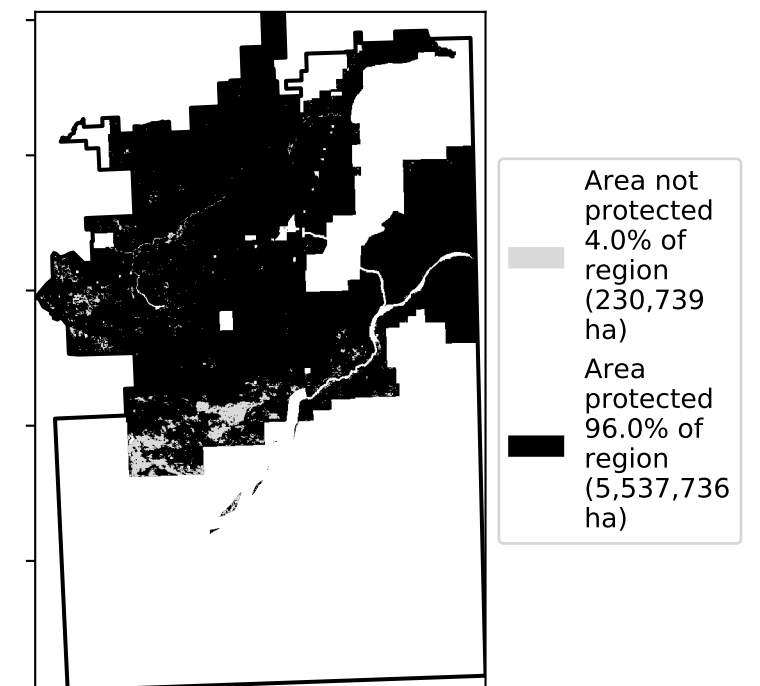 Area not
protected
4.0% of
region
(230,739
ha)
Area
protected
96.0% of
region
(5,537,736
ha)